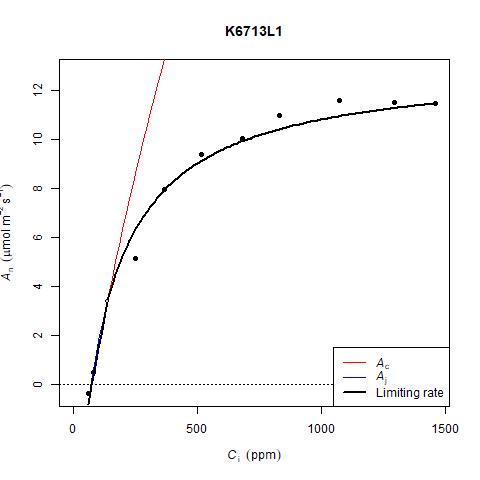 K6713L1
12
10
8
6
4
2
0
Aₙ (μmol m⁻² s⁻¹)
A꜀
Aⱼ
Limiting rate
0 500 1000 1500
Cᵢ (ppm)